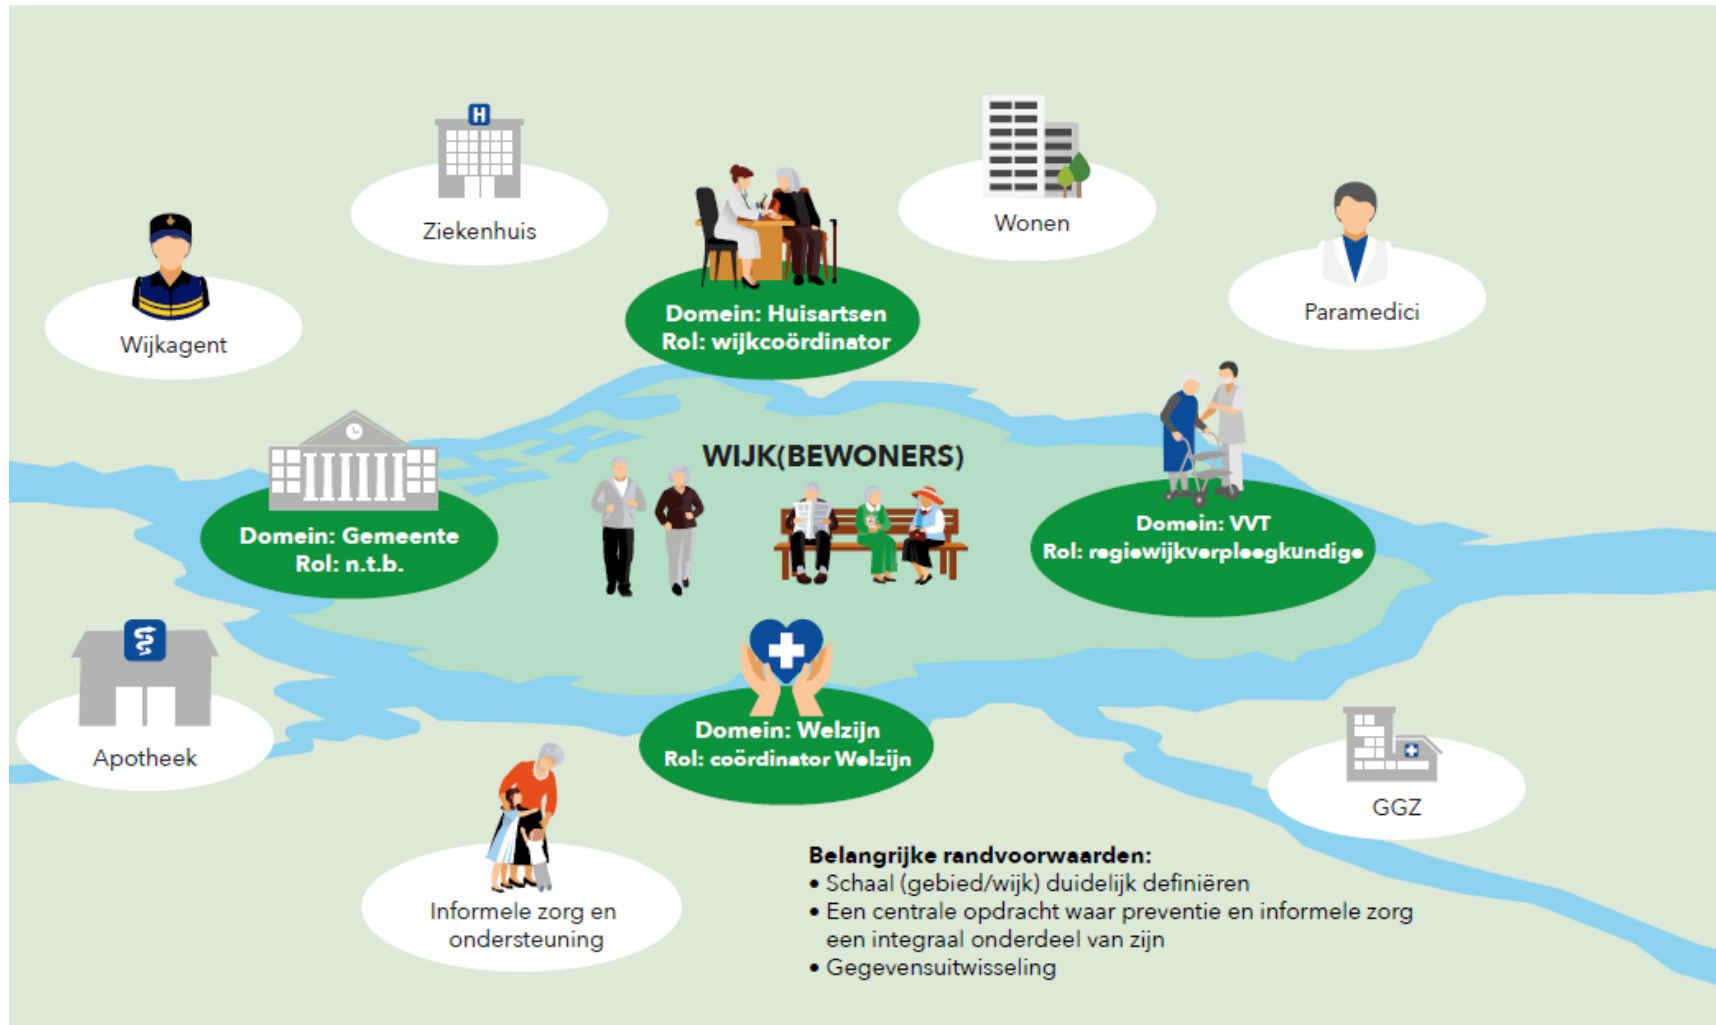 H
Ziekenhuis
Wonen
Wijkagent
Domein: Huisartsen
Rol: wijkcoördinator
Paramedici
WIJK(BEWONERS)
Domein: Gemeente
Rol: n.t.b.
Domein: VVT
Rol: regiewijkverpleegkundige
Apotheek
Domein: Welzijn
Rol: coördinator Welzijn
GGZ
Informele zorg en
ondersteuning
Belangrijke randvoorwaarden:
• Schaal (gebied/wijk) duidelijk definiëren
• Een centrale opdracht waar preventie en informele zorg
een integraal onderdeel van zijn
• Gegevensuitwisseling